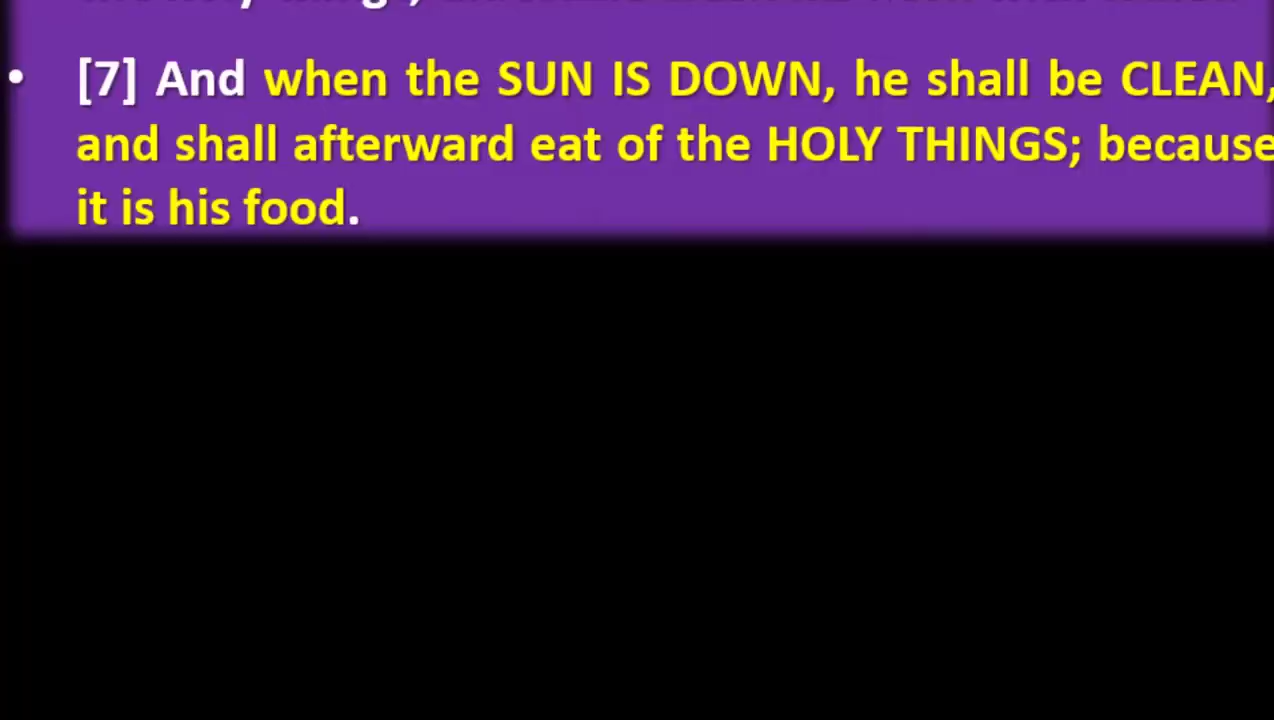 • [7] And when the SUN IS DOWN, he shall be CLEAN,
and shall afterward eat of the HOLY THINGS; because
it is his food.